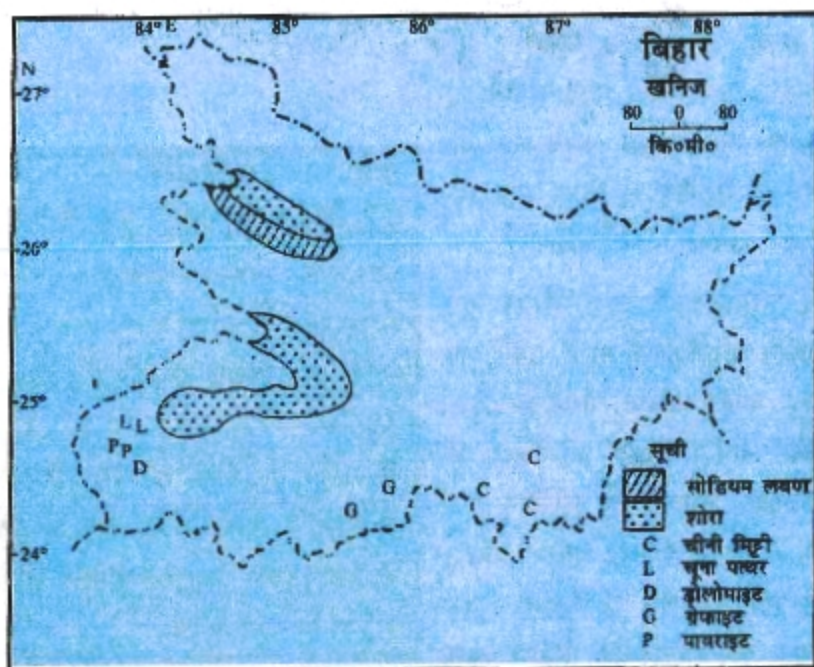 84° E 85° 86° 87° 88°
N
27°
26°
25°
24°
बिहार
खनिज
80 0 80
कि०मी०
L L
P P
D
G G
C
C
C
सूची
सोडियम लवण
शोरा
C चीनी मिट्टी
L चूना पत्थर
D डोलोमाइट
G ग्रेफाइट
P पायराइट